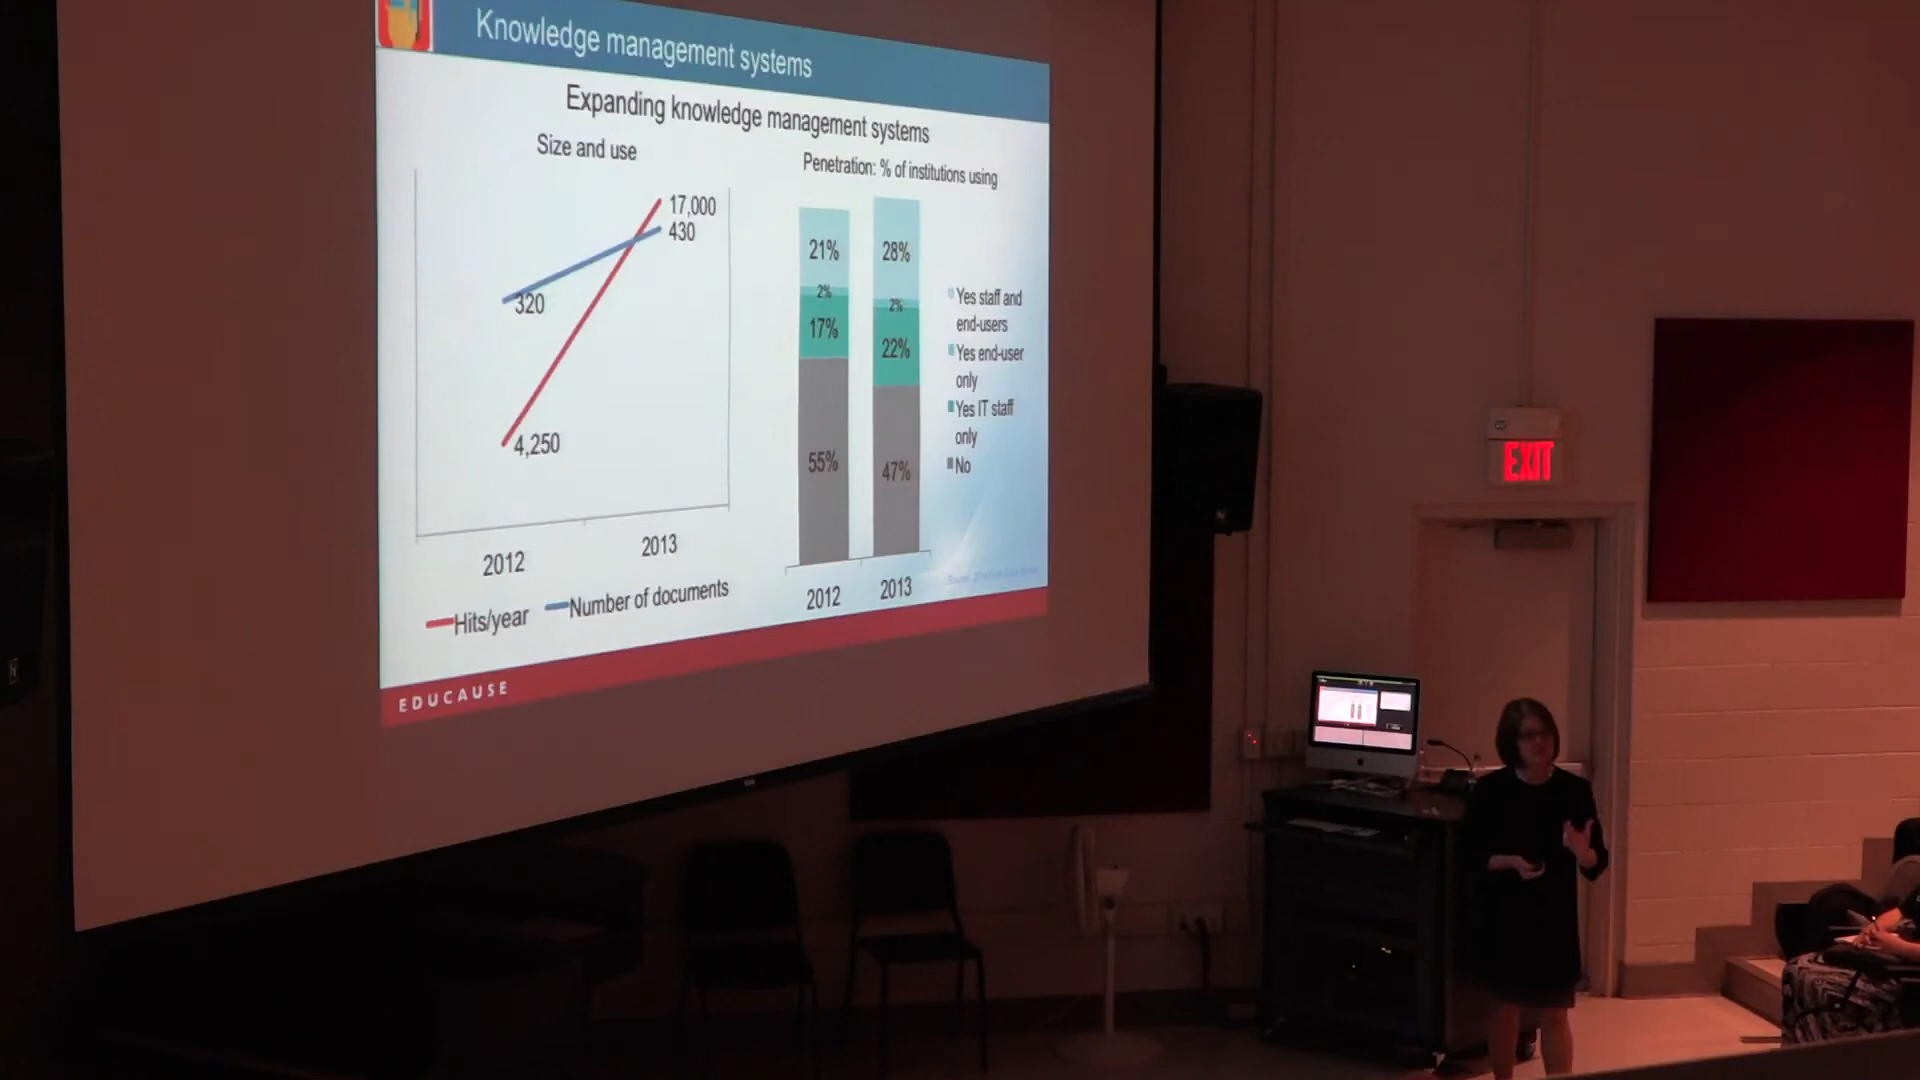 Knowledge management systems
Expanding knowledge management systems
Size and use
17,000
430
320
4,250
2012
2013
Hits/year
Number of documents
Penetration: % of institutions using
21%
28%
2%
2%
17%
22%
55%
47%
2012
2013
Yes staff and
end-users
Yes end-user
only
Yes IT staff
only
No
EDUCAUSE
EXIT